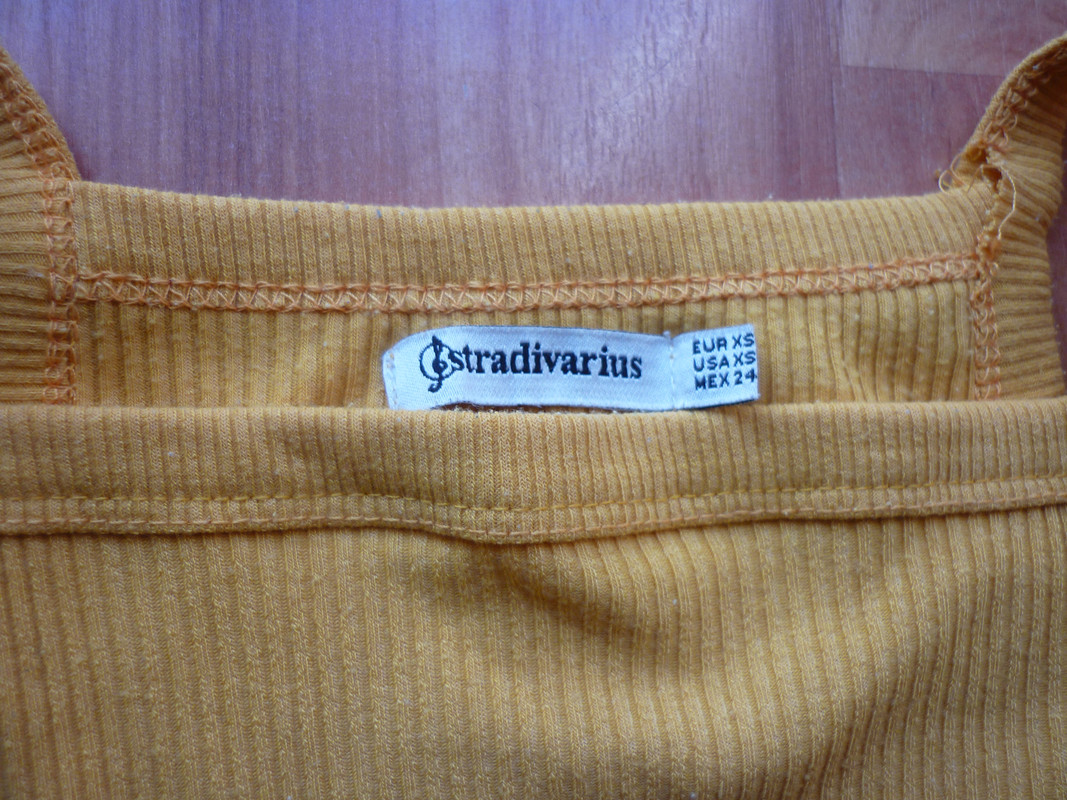 stradivarius
EUR XS
USA XS
MEX 24